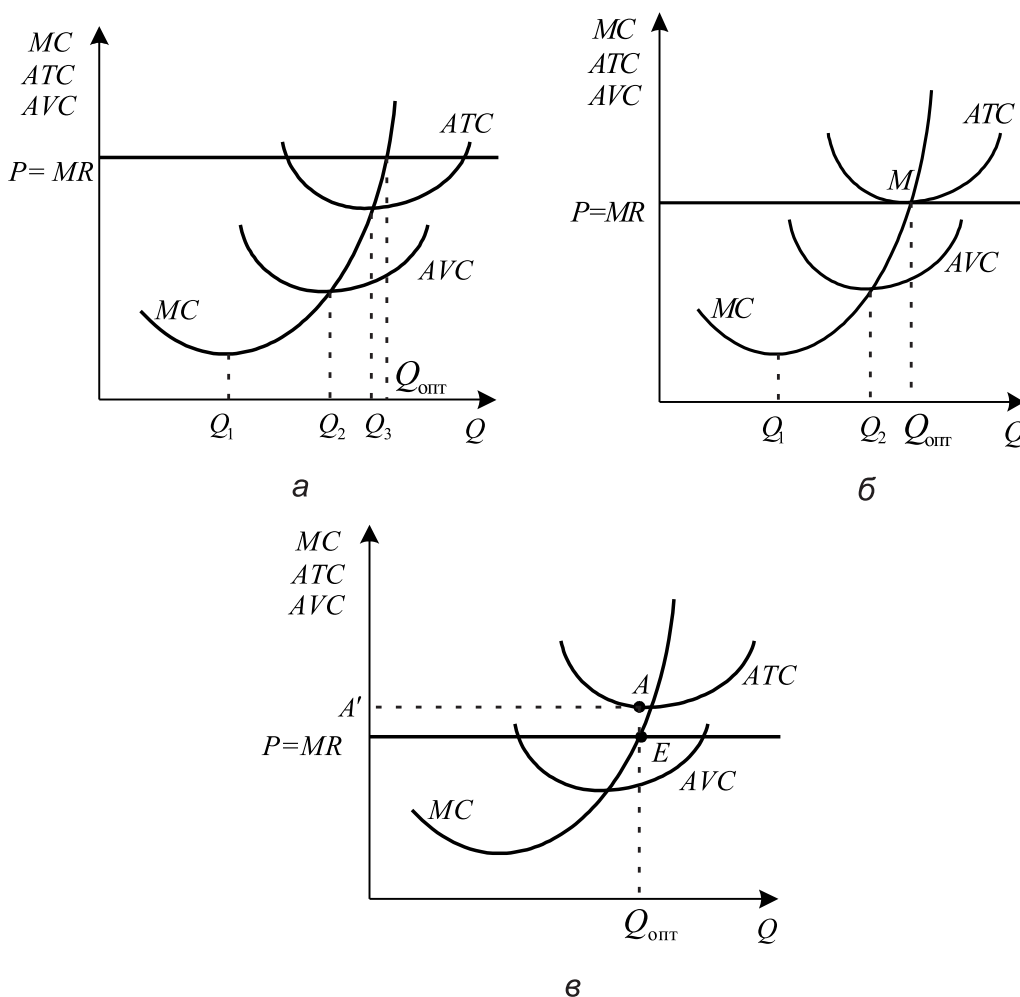 MC
ATC
AVC
ATC
P= MR
AVC
MC
Qопт
Q1 Q2 Q3 Q
а
MC
ATC
AVC
ATC
M
P=MR
AVC
MC
Q1 Q2 Qопт Q
б
MC
ATC
AVC
A
ATC
A′
P=MR
E
AVC
MC
Qопт Q
в